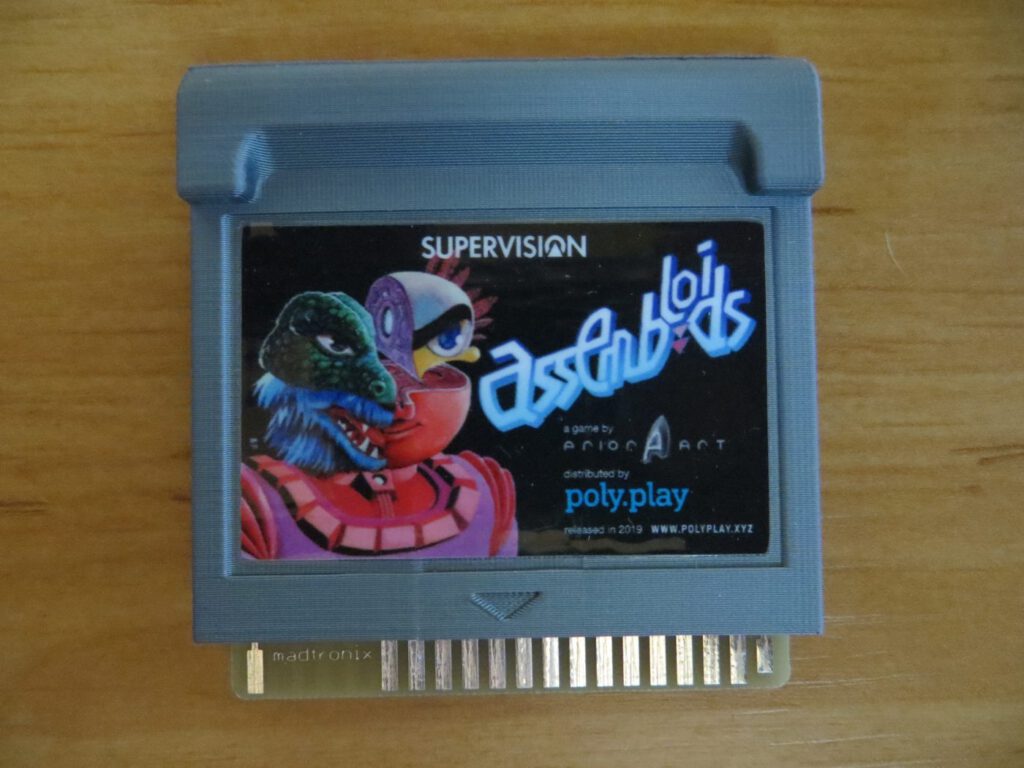 SUPERVISION
assembloids
a game by
PRIOR ART
distributed by
poly.play
released in 2019 WWW.POLYPLAY.XYZ
madtronix